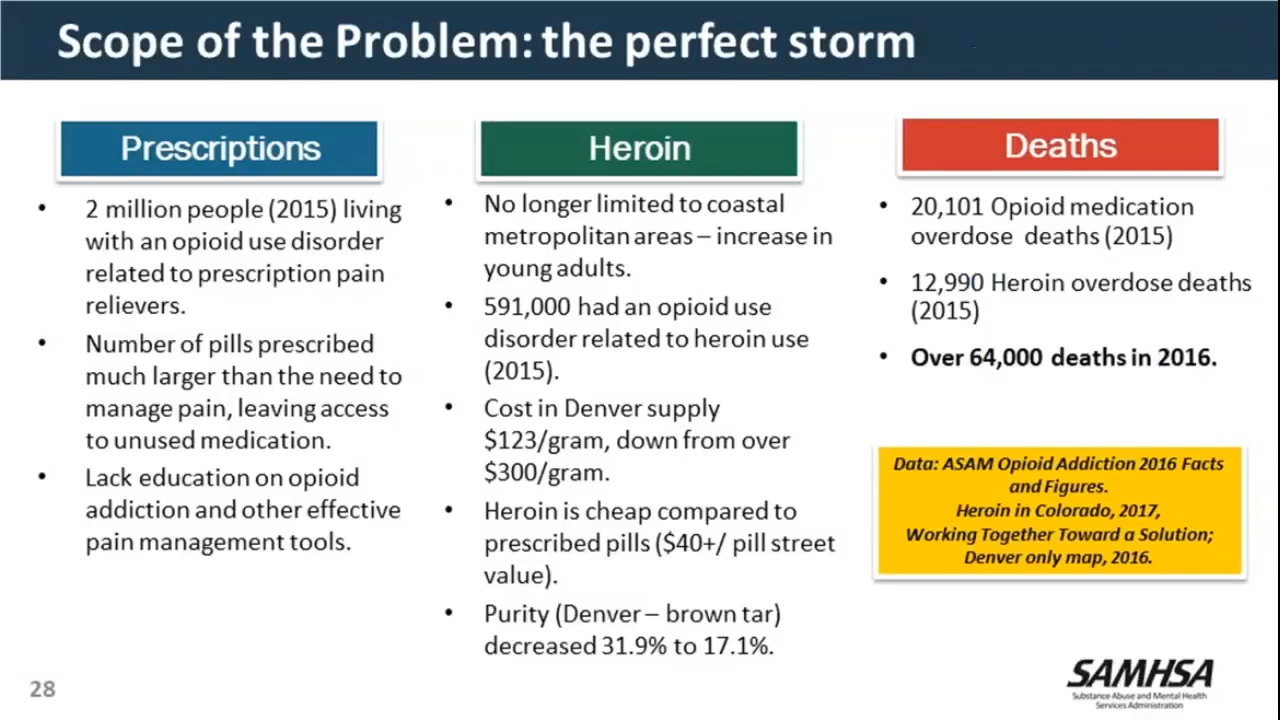 Scope of the Problem: the perfect storm
Prescriptions
• 2 million people (2015) living
with an opioid use disorder
related to prescription pain
relievers.
• Number of pills prescribed
much larger than the need to
manage pain, leaving access
to unused medication.
• Lack education on opioid
addiction and other effective
pain management tools.
Heroin
• No longer limited to coastal
metropolitan areas – increase in
young adults.
• 591,000 had an opioid use
disorder related to heroin use
(2015).
• Cost in Denver supply
$123/gram, down from over
$300/gram.
• Heroin is cheap compared to
prescribed pills ($40+/ pill street
value).
• Purity (Denver – brown tar)
decreased 31.9% to 17.1%.
Deaths
• 20,101 Opioid medication
overdose deaths (2015)
• 12,990 Heroin overdose deaths
(2015)
• Over 64,000 deaths in 2016.
Data: ASAM Opioid Addiction 2016 Facts
and Figures.
Heroin in Colorado, 2017,
Working Together Toward a Solution;
Denver only map, 2016.
28
SAMHSA
Substance Abuse and Mental Health
Services Administration